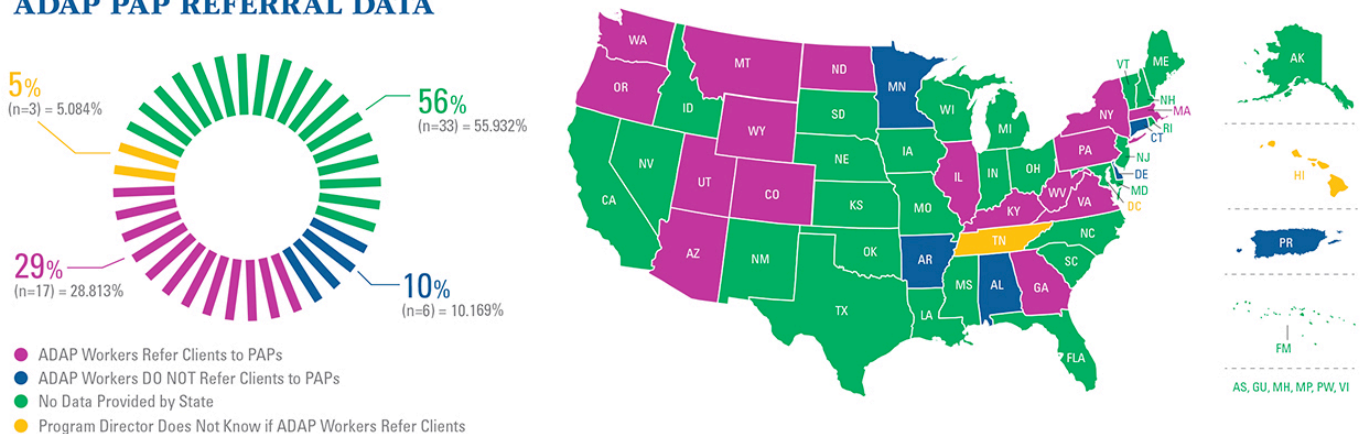 ADAP PAP REFERRAL DATA
5%
(n=3) = 5.084%
56%
(n=33) = 55.932%
29%
(n=17) = 28.813%
10%
(n=6) = 10.169%
ADAP Workers Refer Clients to PAPs
ADAP Workers DO NOT Refer Clients to PAPs
No Data Provided by State
Program Director Does Not Know if ADAP Workers Refer Clients
WA
OR
CA
NV
ID
MT
WY
UT
AZ
CO
NM
ND
SD
NE
KS
OK
TX
MN
IA
MO
AR
LA
WI
IL
MI
IN
OH
KY
TN
MS
AL
GA
FLA
SC
NC
VA
WV
PA
NY
VT
ME
NH
MA
RI
CT
NJ
DE
MD
DC
AK
HI
PR
FM
AS, GU, MH, MP, PW, VI